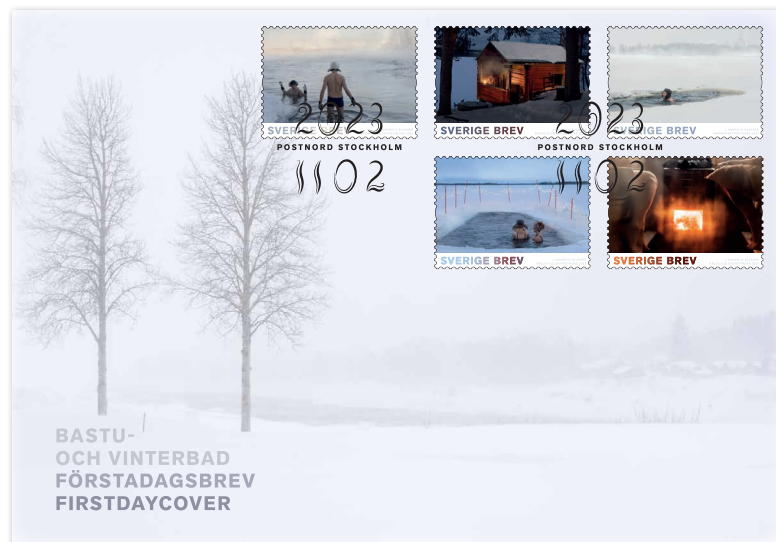 2023
2023
SVERIGE BREV
SVERIGE BREV
SVERIGE BREV
POSTNORD STOCKHOLM
POSTNORD STOCKHOLM
1102
1102
SVERIGE BREV
SVERIGE BREV
BASTU-
OCH VINTERBAD
FÖRSTADAGSBREV
FIRSTDAYCOVER